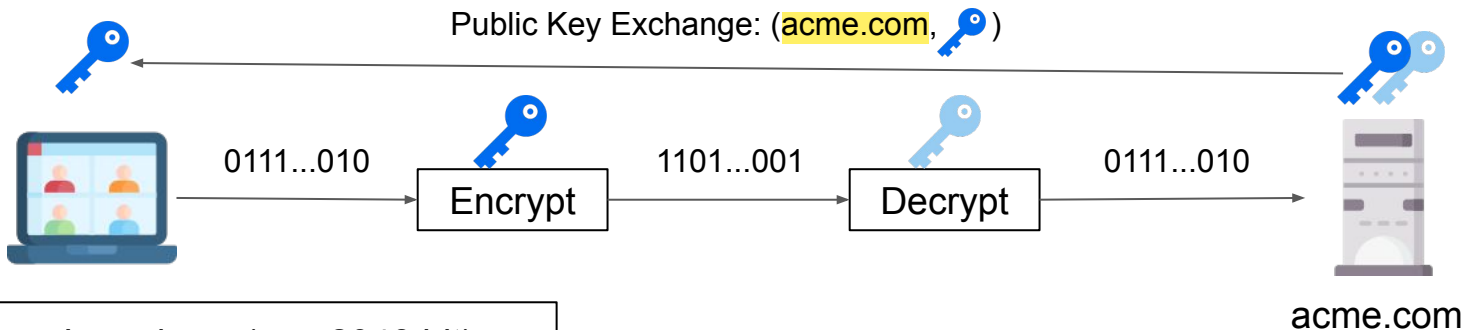 Public Key Exchange: (acme.com, )
0111...010
Encrypt
1101...001
Decrypt
0111...010
acme.com